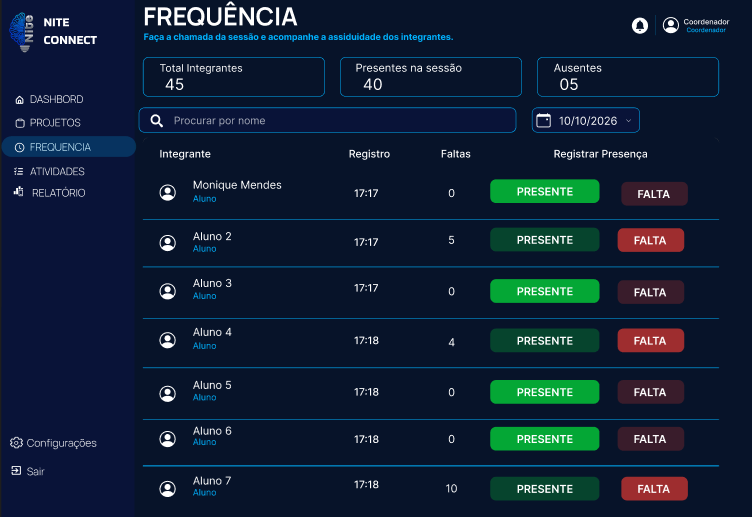 NITE
NITE
CONNECT
DASHBORD
PROJETOS
FREQUENCIA
ATIVIDADES
RELATÓRIO
Configurações
Sair
FREQUÊNCIA
Faça a chamada da sessão e acompanhe a assiduidade dos integrantes.
Coordenador
Coordenador
Total Integrantes
45
Presentes na sessão
40
Ausentes
05
Procurar por nome
10/10/2026
Integrante Registro Faltas Registrar Presença
Monique Mendes
Aluno
17:17 0 PRESENTE FALTA
Aluno 2
Aluno
17:17 5 PRESENTE FALTA
Aluno 3
Aluno
17:17 0 PRESENTE FALTA
Aluno 4
Aluno
17:18 4 PRESENTE FALTA
Aluno 5
Aluno
17:18 0 PRESENTE FALTA
Aluno 6
Aluno
17:18 0 PRESENTE FALTA
Aluno 7
Aluno
17:18 10 PRESENTE FALTA